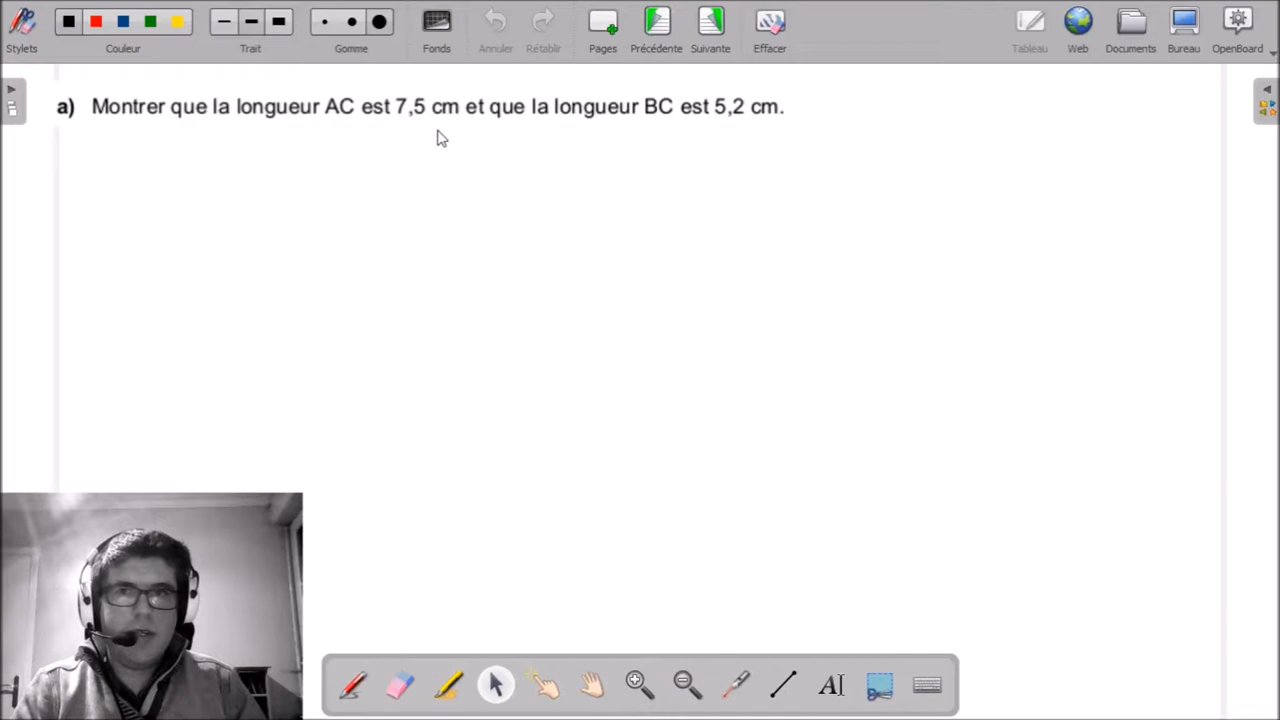 Stylets Couleur Trait Gomme Fonds Annuler Rétablir Pages Précédente Suivante Effacer Tableau Web Documents Bureau OpenBoard
a) Montrer que la longueur AC est 7,5 cm et que la longueur BC est 5,2 cm.
AI